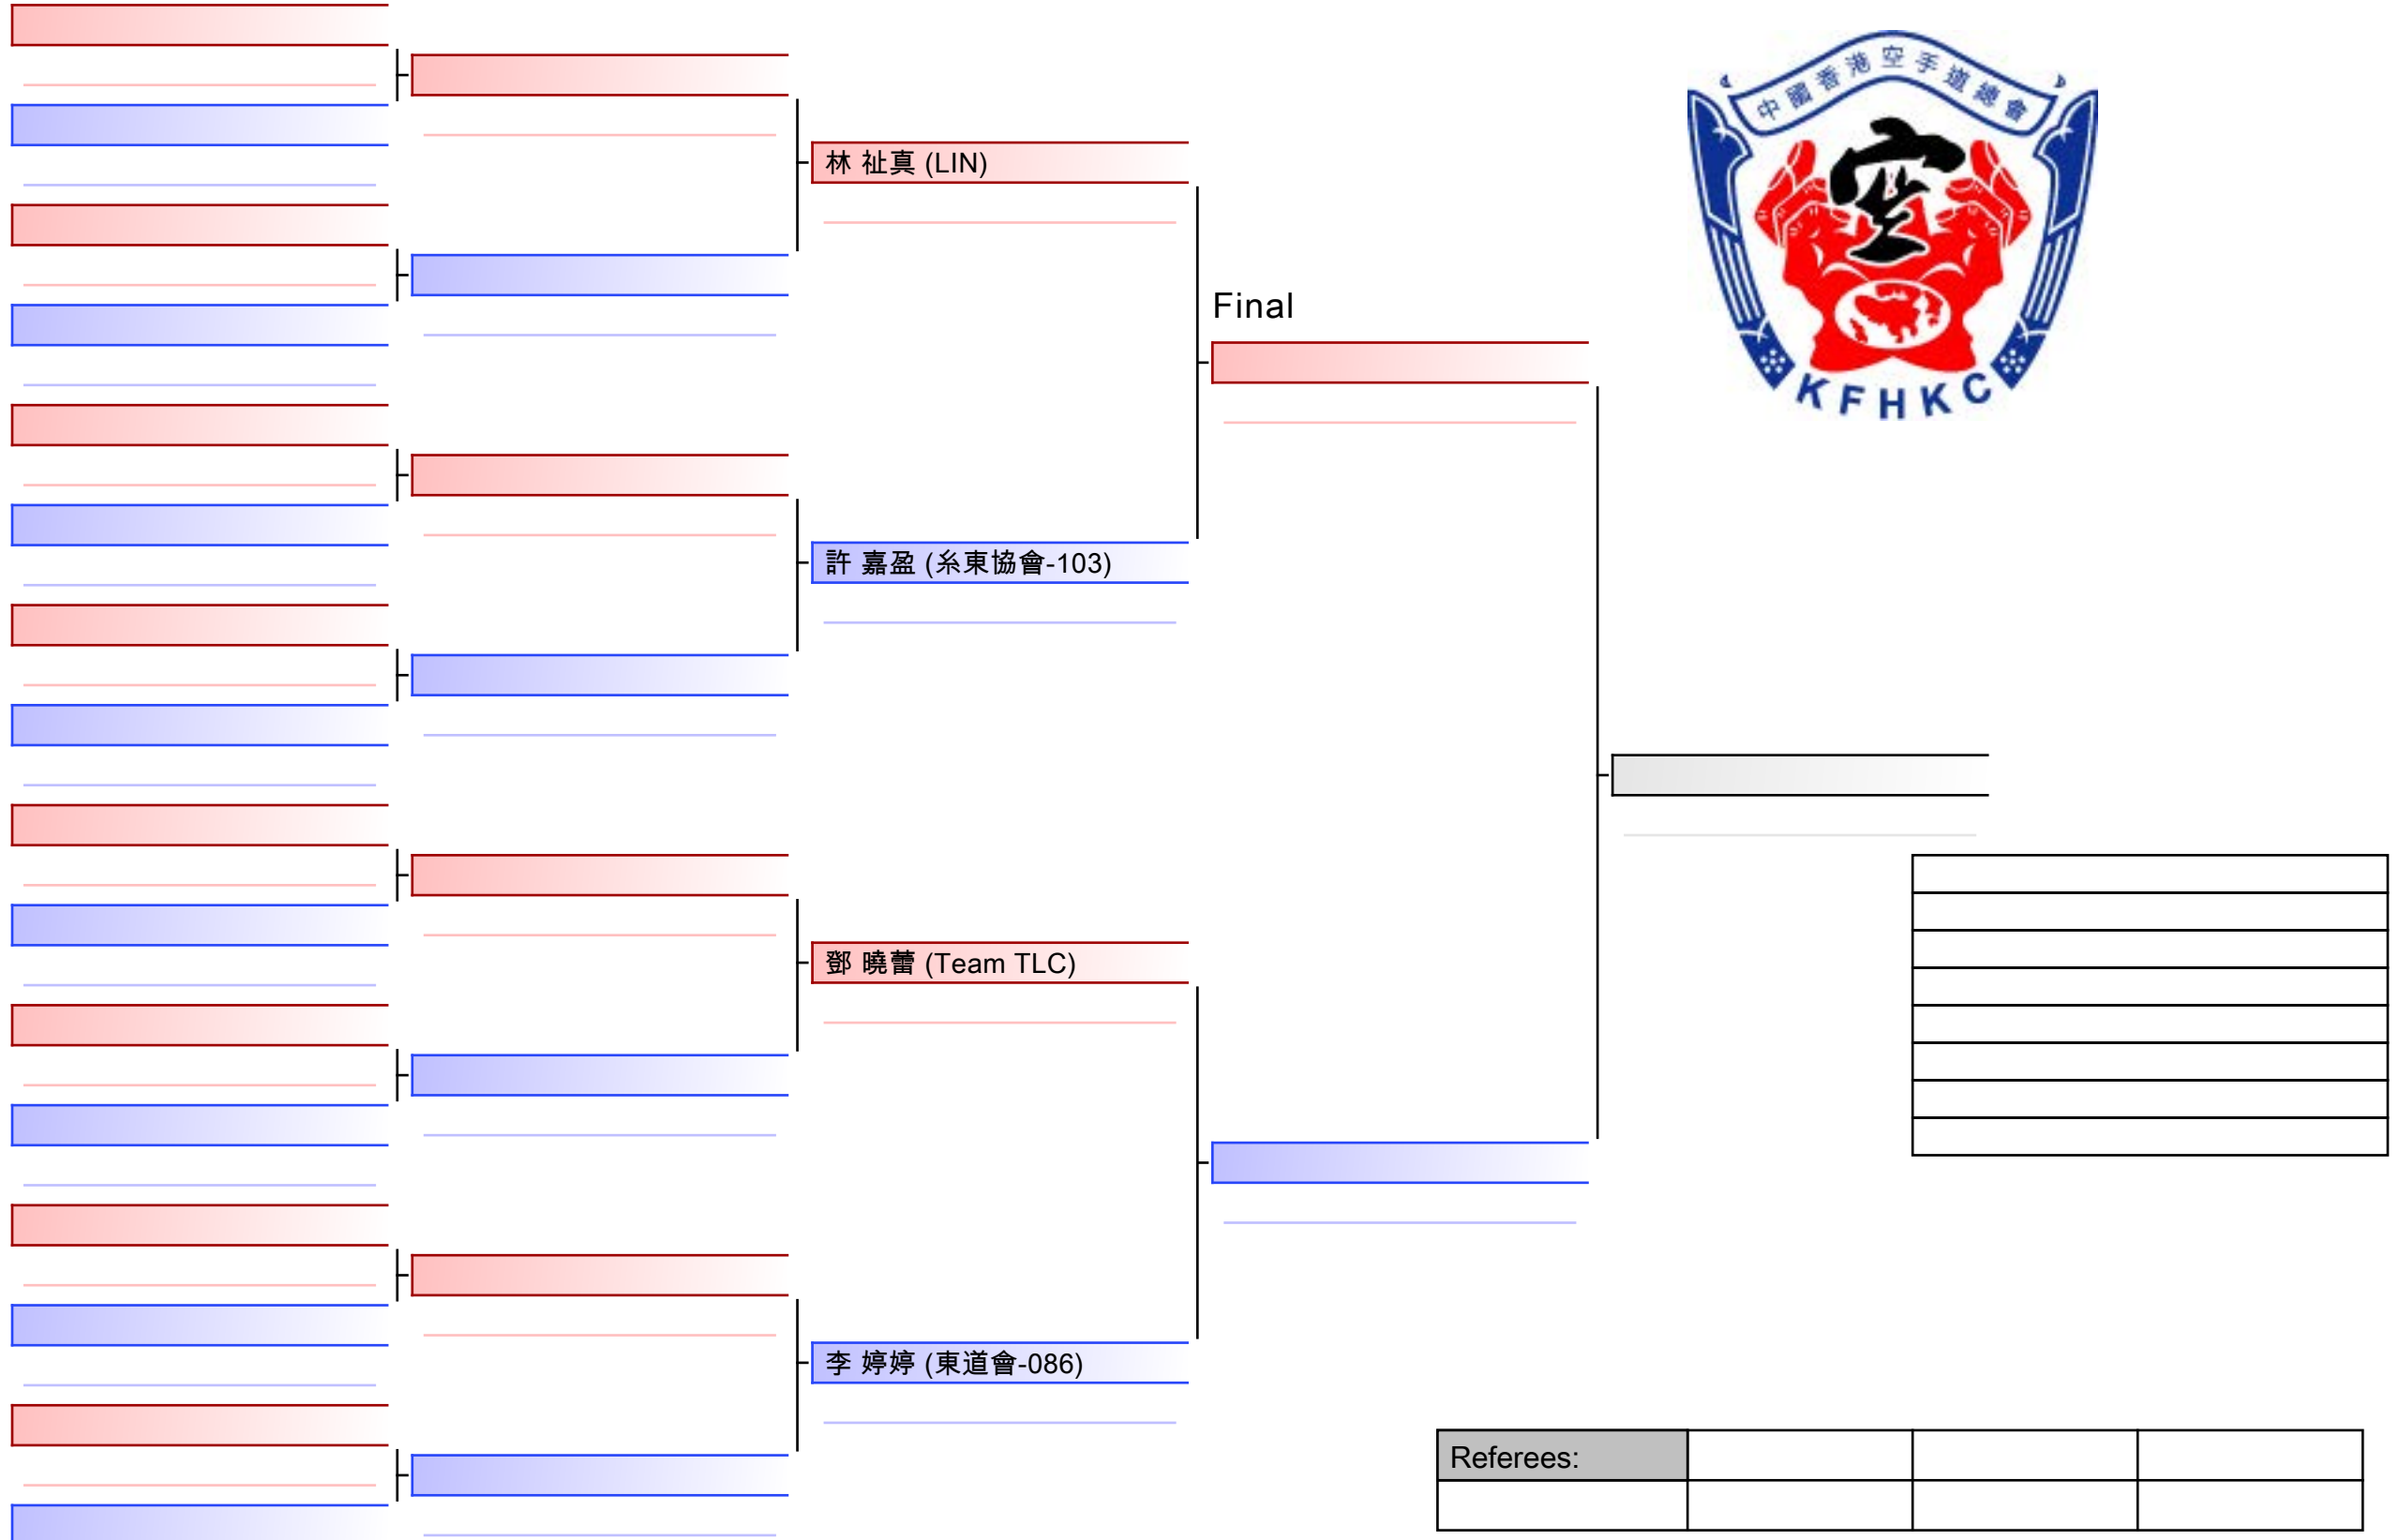 中國香港空手道總會
空
KFHKC
林 祉真 (LIN)
Final
許 嘉盈 (糸東協會-103)
鄧 曉蕾 (Team TLC)
李 婷婷 (東道會-086)
Referees: